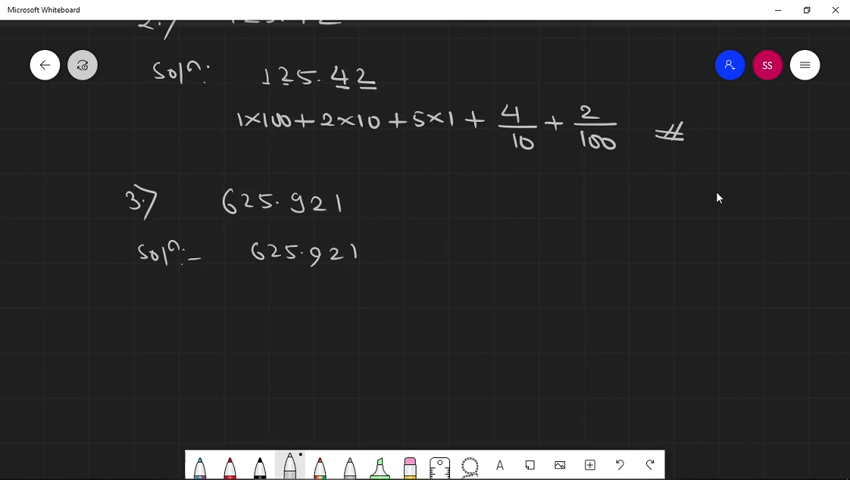 Microsoft Whiteboard
2.)
Solⁿ: 125.42
1×100 + 2×10 + 5×1 + 4/10 + 2/100 #
SS
3.) 625.921
Solⁿ:- 625.921
A